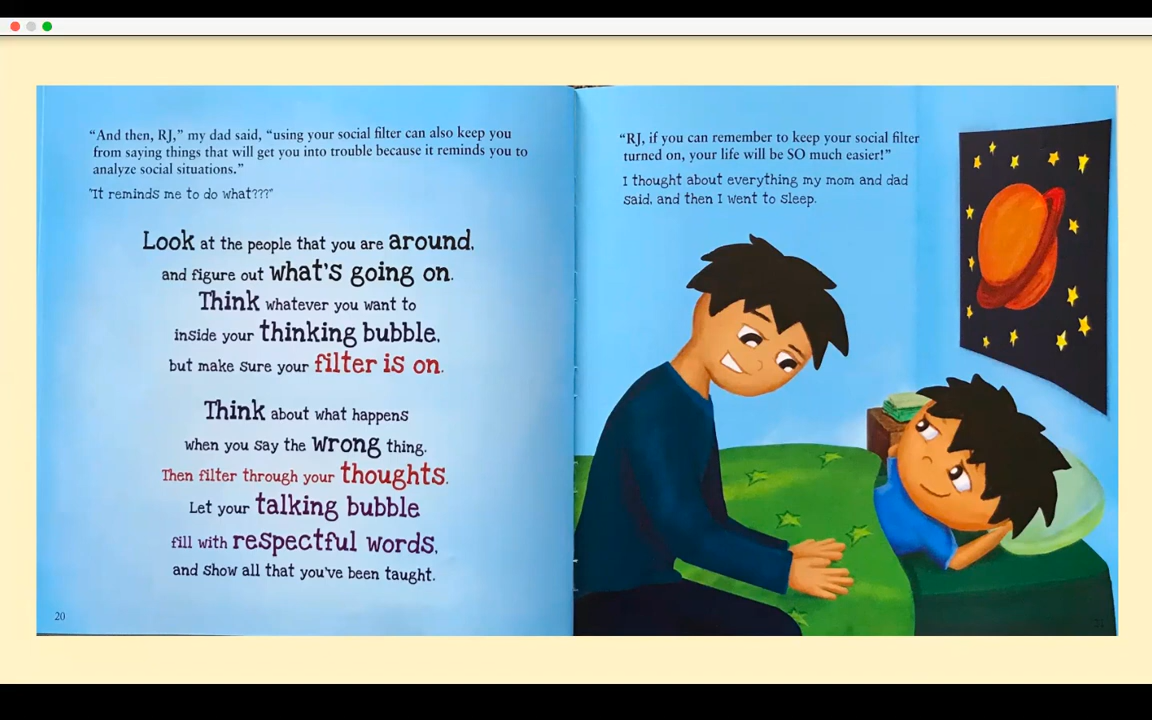 “And then, RJ,” my dad said, “using your social filter can also keep you
from saying things that will get you into trouble because it reminds you to
analyze social situations.”
"It reminds me to do what???"
Look at the people that you are around,
and figure out what's going on.
Think whatever you want to
inside your thinking bubble,
but make sure your filter is on.
Think about what happens
when you say the wrong thing.
Then filter through your thoughts.
Let your talking bubble
fill with respectful words,
and show all that you've been taught.
20
“RJ, if you can remember to keep your social filter
turned on, your life will be SO much easier!”
I thought about everything my mom and dad
said, and then I went to sleep.